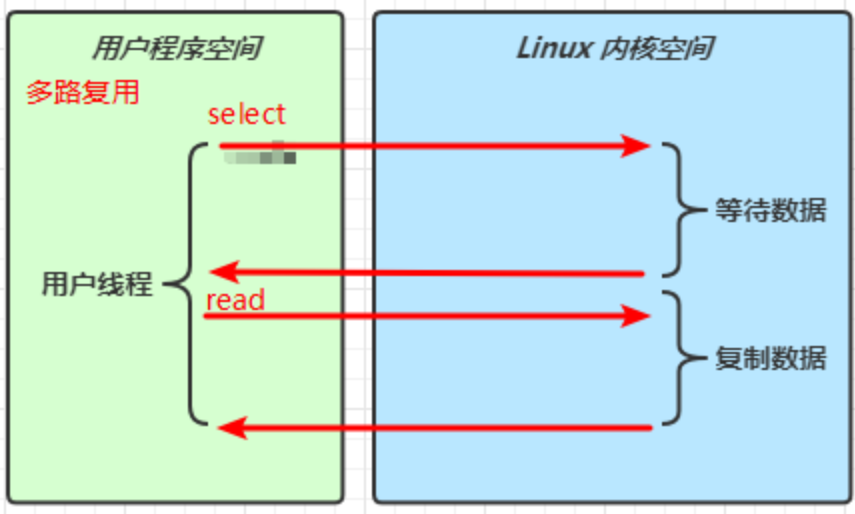 用户程序空间
Linux 内核空间
多路复用
select
等待数据
用户线程
read
复制数据